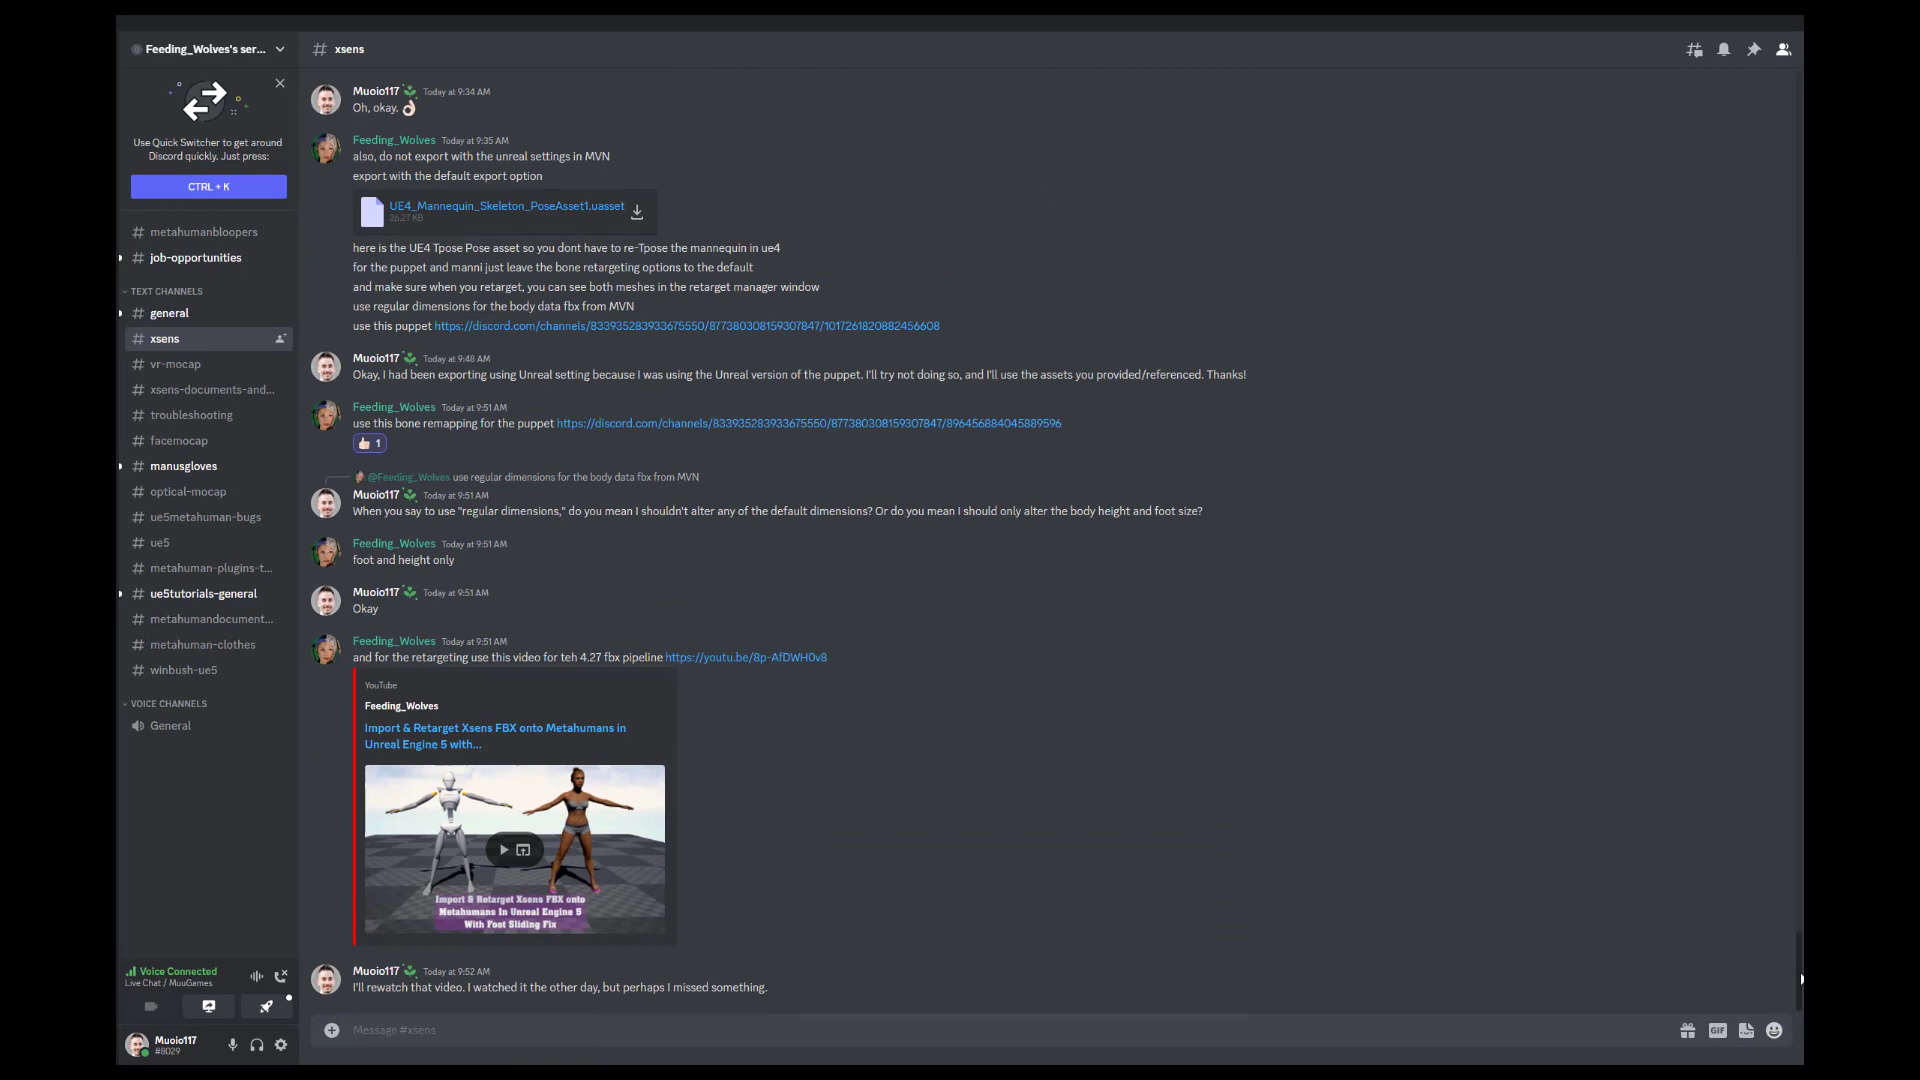 Feeding_Wolves's ser...
Use Quick Switcher to get around
Discord quickly. Just press:
CTRL + K
metahumanbloopers
job-opportunities
TEXT CHANNELS
general
xsens
vr-mocap
xsens-documents-and...
troubleshooting
facemocap
manusgloves
optical-mocap
ue5metahuman-bugs
ue5
metahuman-plugins-t...
ue5tutorials-general
metahumandocument...
metahuman-clothes
winbush-ue5
VOICE CHANNELS
General
Voice Connected
Live Chat / MuuGames
Muoio117
#8029
# xsens
Muoio117 Today at 9:34 AM
Oh, okay. 👌🏻
Feeding_Wolves Today at 9:35 AM
also, do not export with the unreal settings in MVN
export with the default export option
UE4_Mannequin_Skeleton_PoseAsset1.uasset
26.27 KB
here is the UE4 Tpose Pose asset so you dont have to re-Tpose the mannequin in ue4
for the puppet and manni just leave the bone retargeting options to the default
and make sure when you retarget, you can see both meshes in the retarget manager window
use regular dimensions for the body data fbx from MVN
use this puppet https://discord.com/channels/833935283933675550/877380308159307847/1017261820882456608
Muoio117 Today at 9:48 AM
Okay, I had been exporting using Unreal setting because I was using the Unreal version of the puppet. I'll try not doing so, and I'll use the assets you provided/referenced. Thanks!
Feeding_Wolves Today at 9:51 AM
use this bone remapping for the puppet https://discord.com/channels/833935283933675550/877380308159307847/896456884045889596
👍🏻 1
@Feeding_Wolves use regular dimensions for the body data fbx from MVN
Muoio117 Today at 9:51 AM
When you say to use "regular dimensions," do you mean I shouldn't alter any of the default dimensions? Or do you mean I should only alter the body height and foot size?
Feeding_Wolves Today at 9:51 AM
foot and height only
Muoio117 Today at 9:51 AM
Okay
Feeding_Wolves Today at 9:51 AM
and for the retargeting use this video for teh 4.27 fbx pipeline https://youtu.be/8p-AfDWH0v8
YouTube
Feeding_Wolves
Import & Retarget Xsens FBX onto Metahumans in
Unreal Engine 5 with...
Import & Retarget Xsens FBX onto
Metahumans In Unreal Engine 5
With Foot Sliding Fix
Muoio117 Today at 9:52 AM
I'll rewatch that video. I watched it the other day, but perhaps I missed something.
Message #xsens
GIF